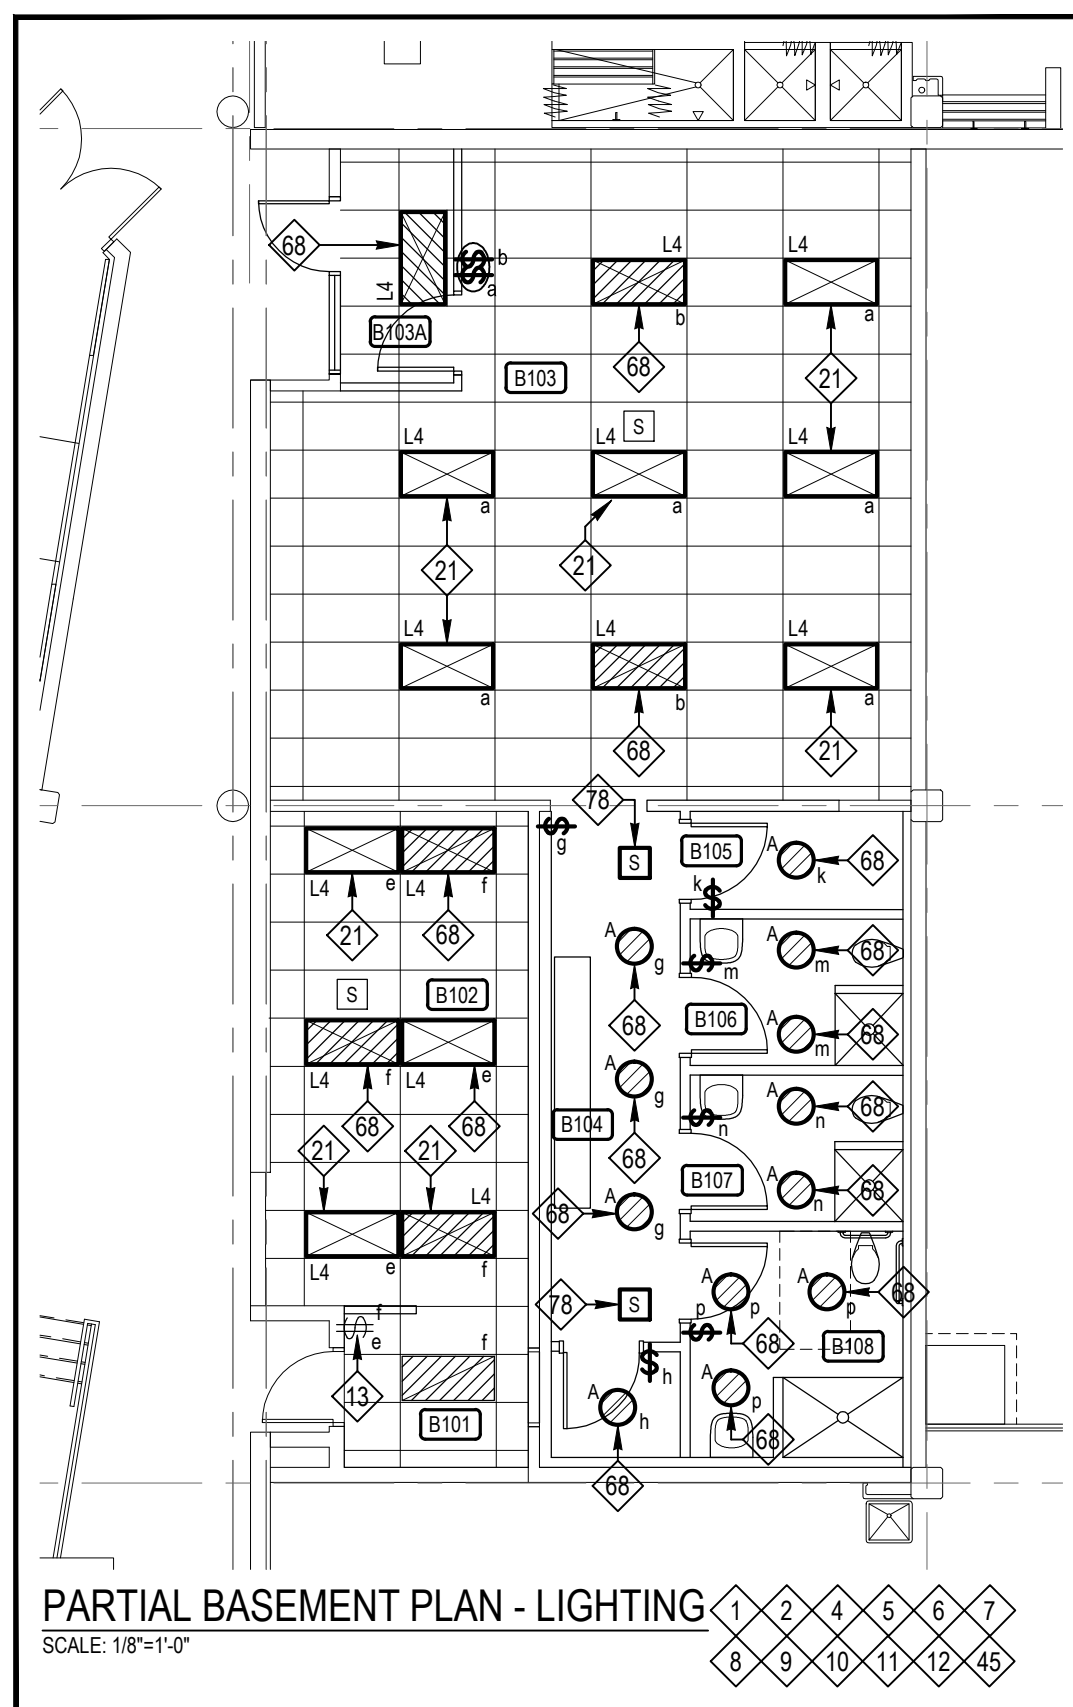 L4 L4
68 b
L4 a
b a
B103A
68 21
B103
S
L4 L4 L4
a a a
21 21
L4 L4 L4
a b a
68 21
78
g
S B105 A 68
k
k
e f
L4 L4
21 68
A A 68
g m m
S B102
68 B106 A 68
m
f e
L4 L4
A
g
A 68
n n
68 68 B104
21 21
68
B107 A 68
n
L4
68 A
g
L4 e f
A A
78 S p p p 68
f
e
B108
68
13 f
h
A A
h p
B101
68
68
PARTIAL BASEMENT PLAN - LIGHTING
SCALE: 1/8"=1'-0"
1 2 4 5 6 7
8 9 10 11 12 45